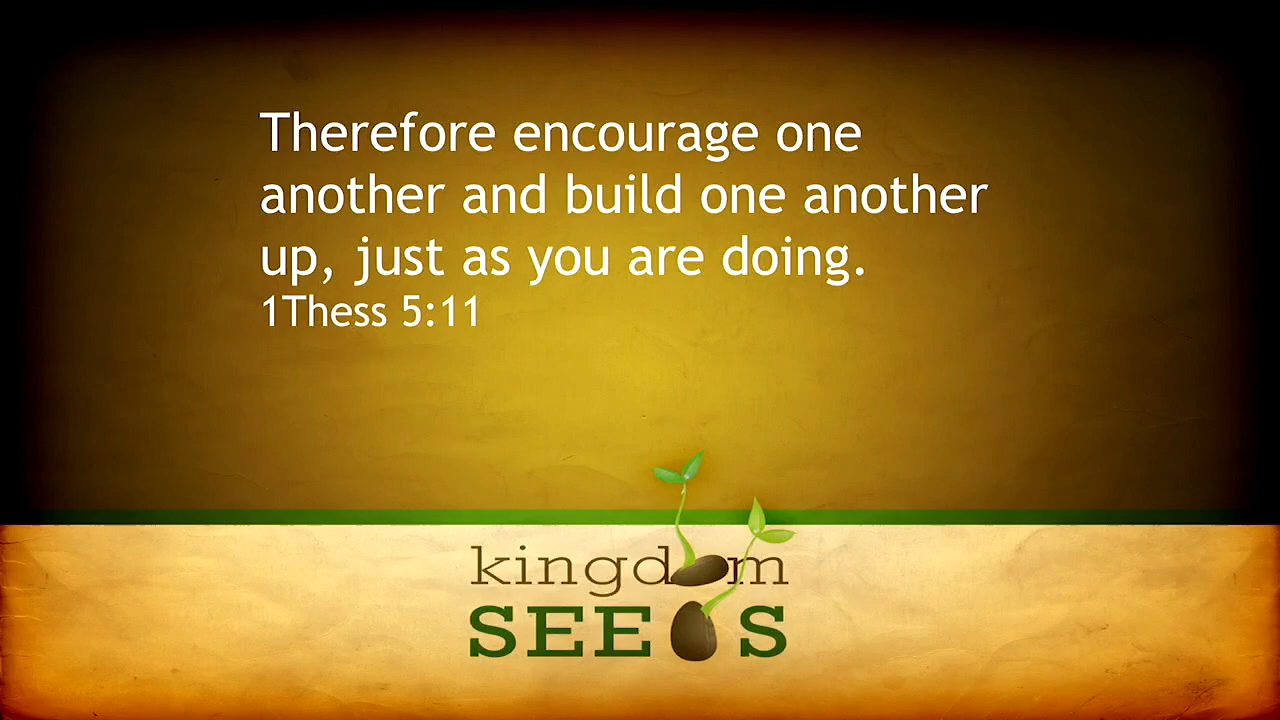 Therefore encourage one
another and build one another
up, just as you are doing.
1Thess 5:11
kingdom
SEEDS